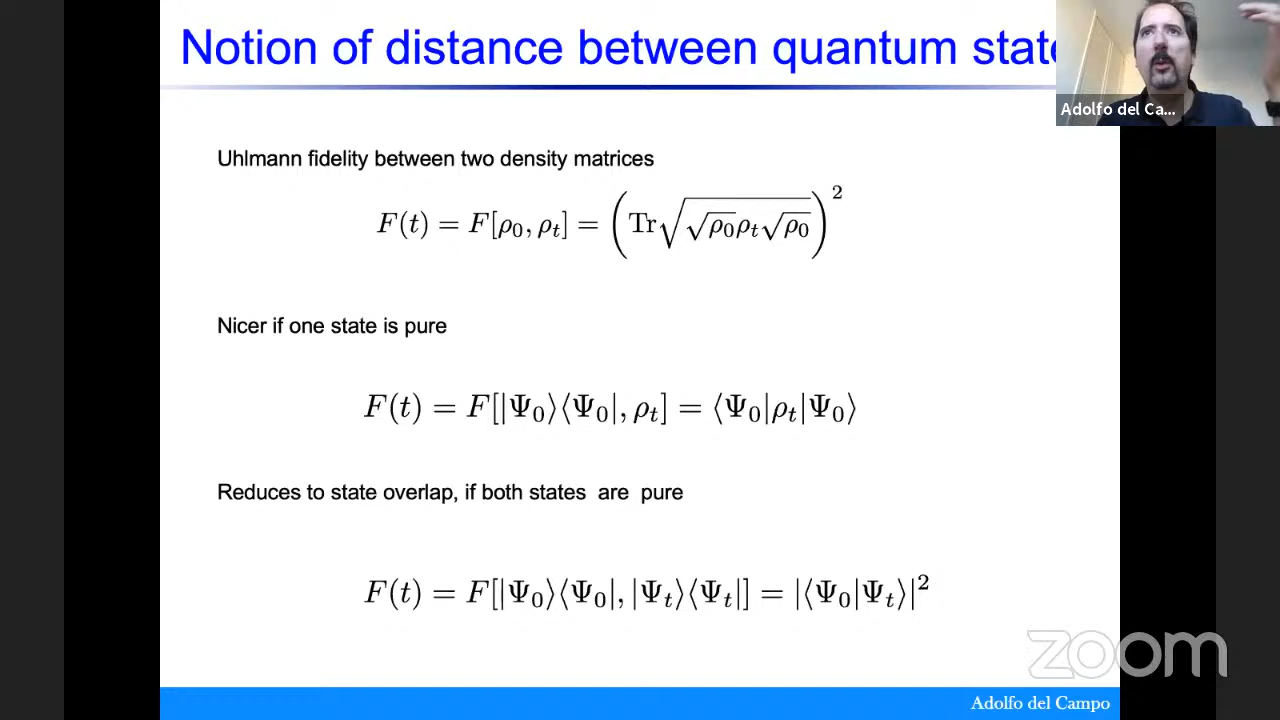 Notion of distance between quantum state
Adolfo del Ca...
Uhlmann fidelity between two density matrices
F(t) = F[ρ₀, ρₜ] = (Tr√(√ρ₀ρₜ√ρ₀))²
Nicer if one state is pure
F(t) = F[|Ψ₀⟩⟨Ψ₀|, ρₜ] = ⟨Ψ₀|ρₜ|Ψ₀⟩
Reduces to state overlap, if both states are pure
F(t) = F[|Ψ₀⟩⟨Ψ₀|, |Ψₜ⟩⟨Ψₜ|] = |⟨Ψ₀|Ψₜ⟩|²
zoom
Adolfo del Campo